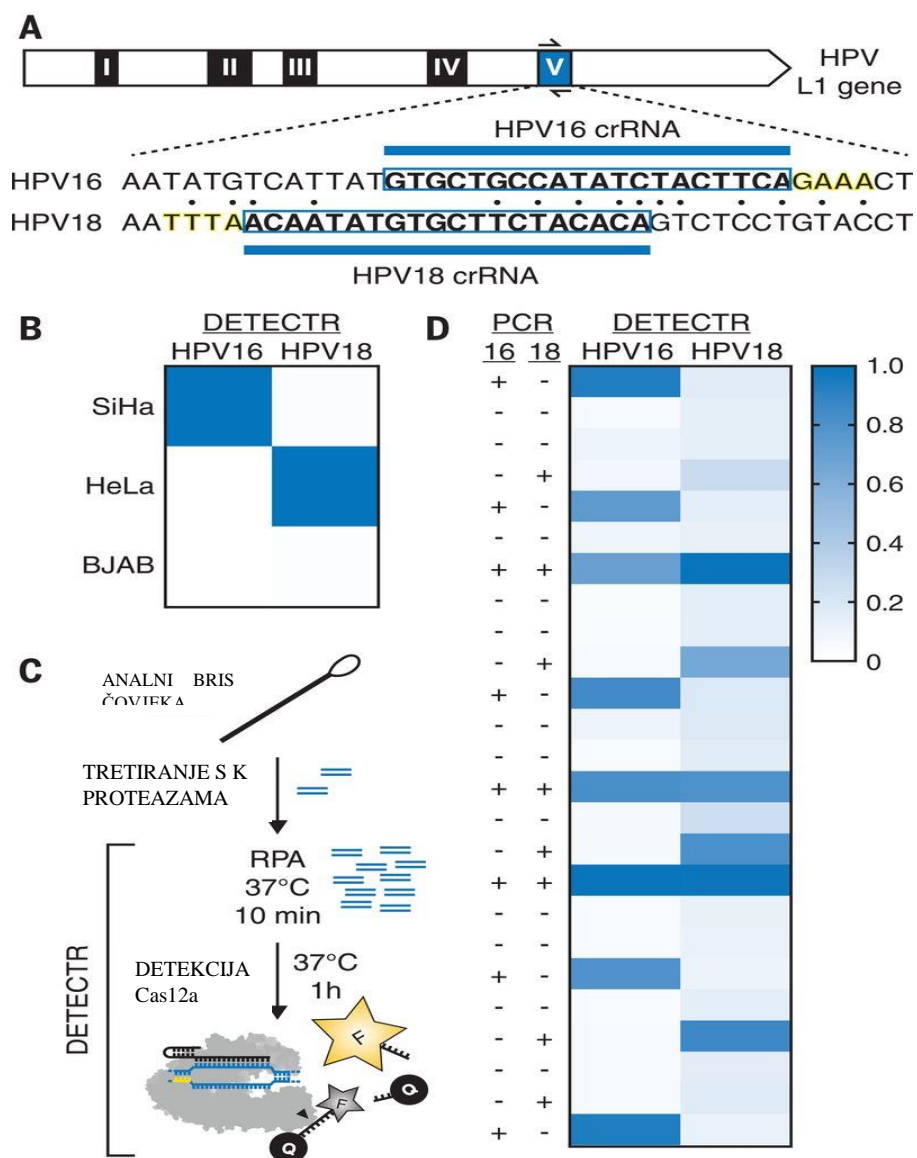 A
I II III IV V
HPV
L1 gene
HPV16 crRNA
HPV16 AATATGTCATTATGTGCTGCCATATCTACTTCAGAAACT
HPV18 AATTTAACAATATGTGCTTCTACACAGTCTCCTGTACCT
HPV18 crRNA
B
DETECTR
HPV16 HPV18
SiHa
HeLa
BJAB
C
ANALNI BRIS
ČOVJEKA
TRETIRANJE S K
PROTEAZAMA
RPA
37°C
10 min
DETEKCIJA
Cas12a
37°C
1h
DETECTR
F
F
Q
Q
D
PCR DETECTR
16 18 HPV16 HPV18
+ -
- -
- -
- +
+ -
- -
+ +
- -
- -
- +
+ -
- -
- -
+ +
- -
- +
+ +
- -
- -
+ -
- -
- +
- -
- +
+ -
1.0
0.8
0.6
0.4
0.2
0